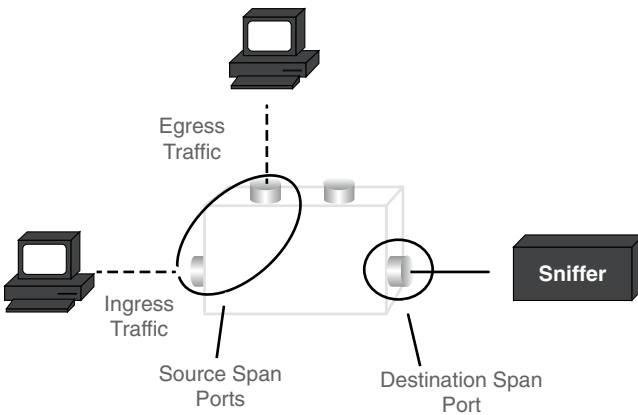 Egress
Traffic
Sniffer
Ingress
Traffic
Source Span
Ports
Destination Span
Port